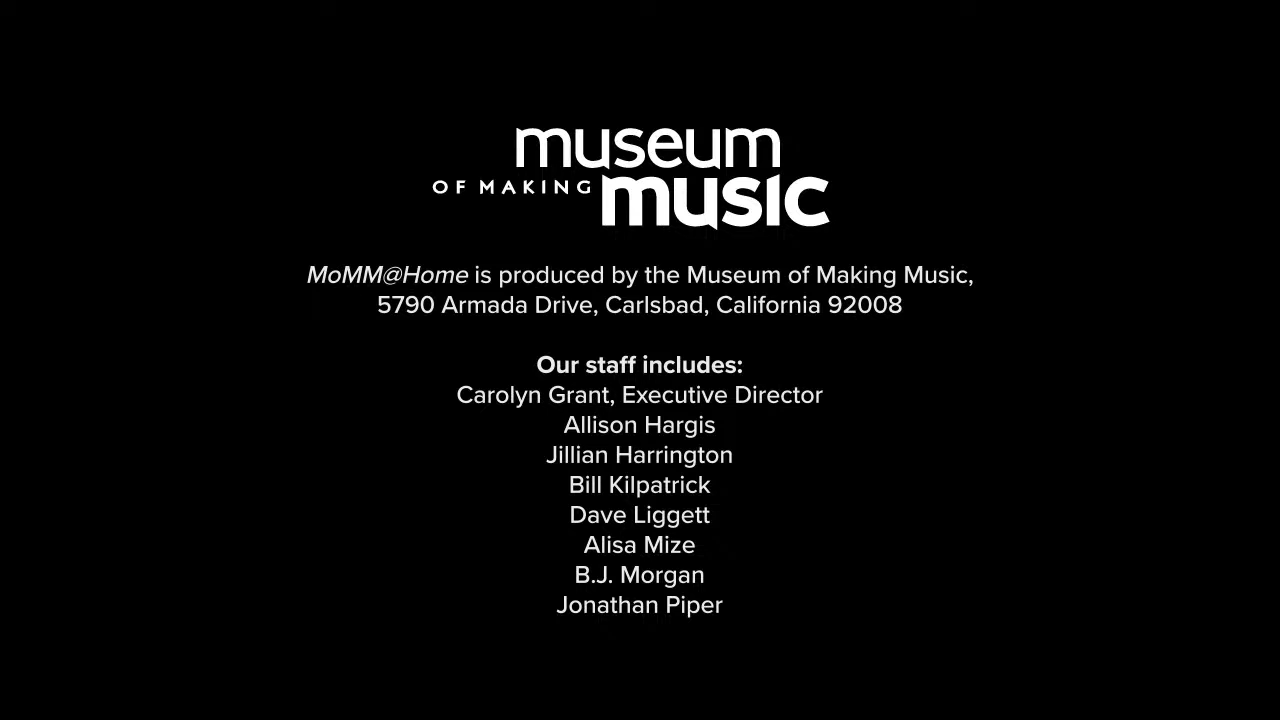 museum
OF MAKING music
MoMM@Home is produced by the Museum of Making Music,
5790 Armada Drive, Carlsbad, California 92008
Our staff includes:
Carolyn Grant, Executive Director
Allison Hargis
Jillian Harrington
Bill Kilpatrick
Dave Liggett
Alisa Mize
B.J. Morgan
Jonathan Piper